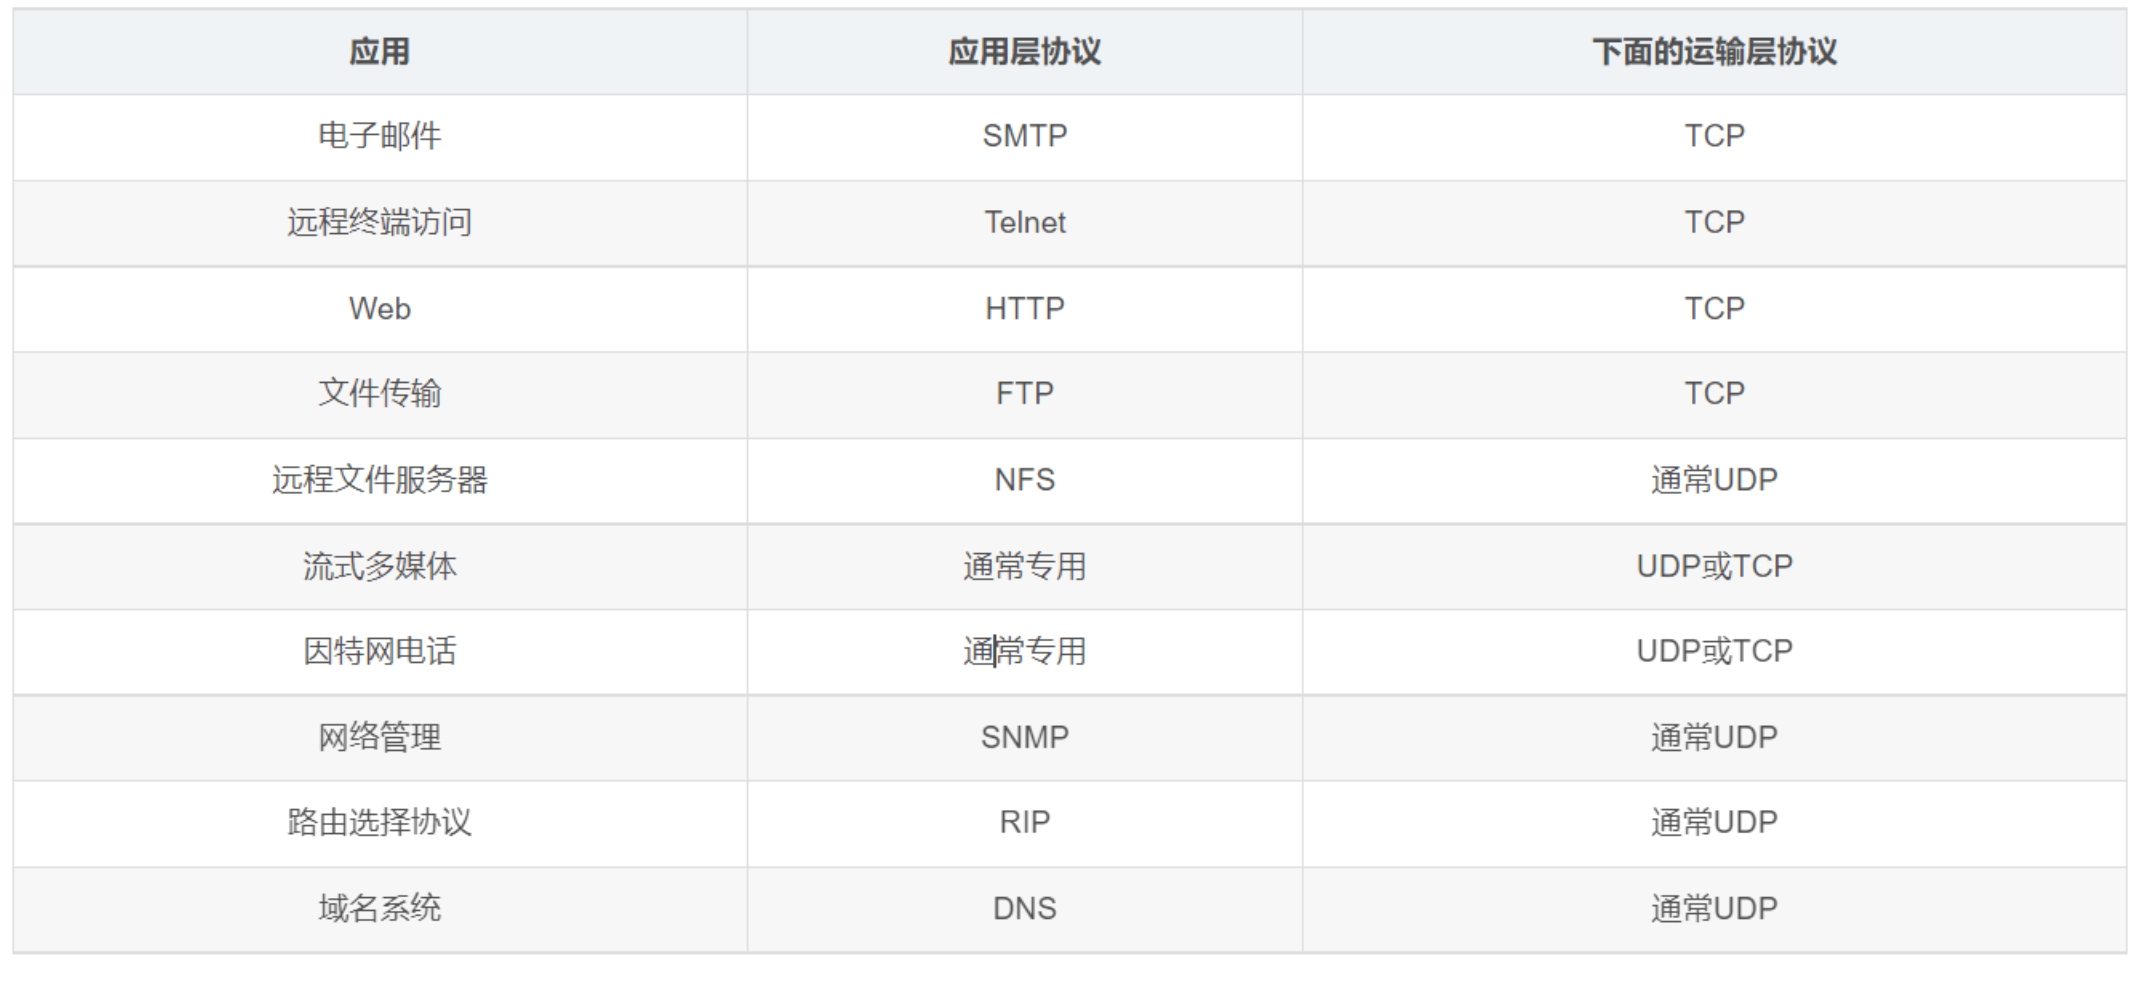 应用 应用层协议 下面的运输层协议
电子邮件 SMTP TCP
远程终端访问 Telnet TCP
Web HTTP TCP
文件传输 FTP TCP
远程文件服务器 NFS 通常UDP
流式多媒体 通常专用 UDP或TCP
因特网电话 通常专用 UDP或TCP
网络管理 SNMP 通常UDP
路由选择协议 RIP 通常UDP
域名系统 DNS 通常UDP